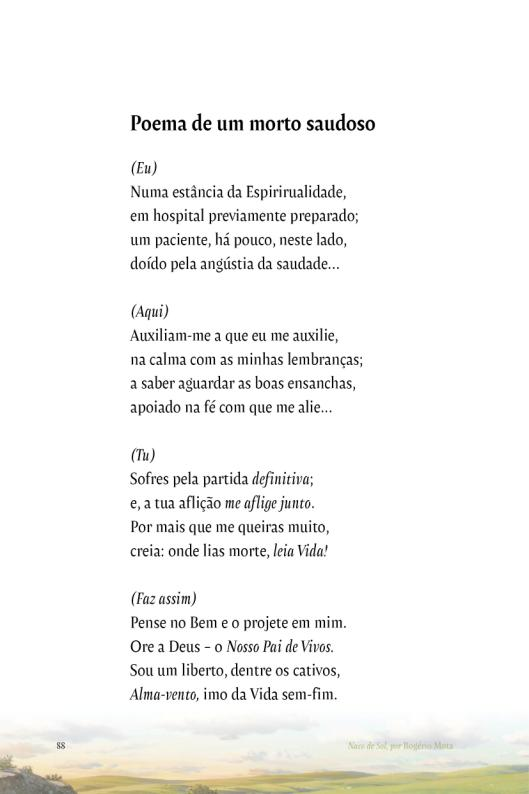 Poema de um morto saudoso
(Eu)
Numa estância da Espirirualidade,
em hospital previamente preparado;
um paciente, há pouco, neste lado,
doído pela angústia da saudade...
(Aqui)
Auxiliam-me a que eu me auxilie,
na calma com as minhas lembranças;
a saber aguardar as boas ensanchas,
apoiado na fé com que me alie...
(Tu)
Sofres pela partida definitiva;
e, a tua aflição me aflige junto.
Por mais que me queiras muito,
creia: onde lias morte, leia Vida!
(Faz assim)
Pense no Bem e o projete em mim.
Ore a Deus – o Nosso Pai de Vivos.
Sou um liberto, dentre os cativos,
Alma-vento, imo da Vida sem-fim.
88
Naco de Sol, por Rogério Mota